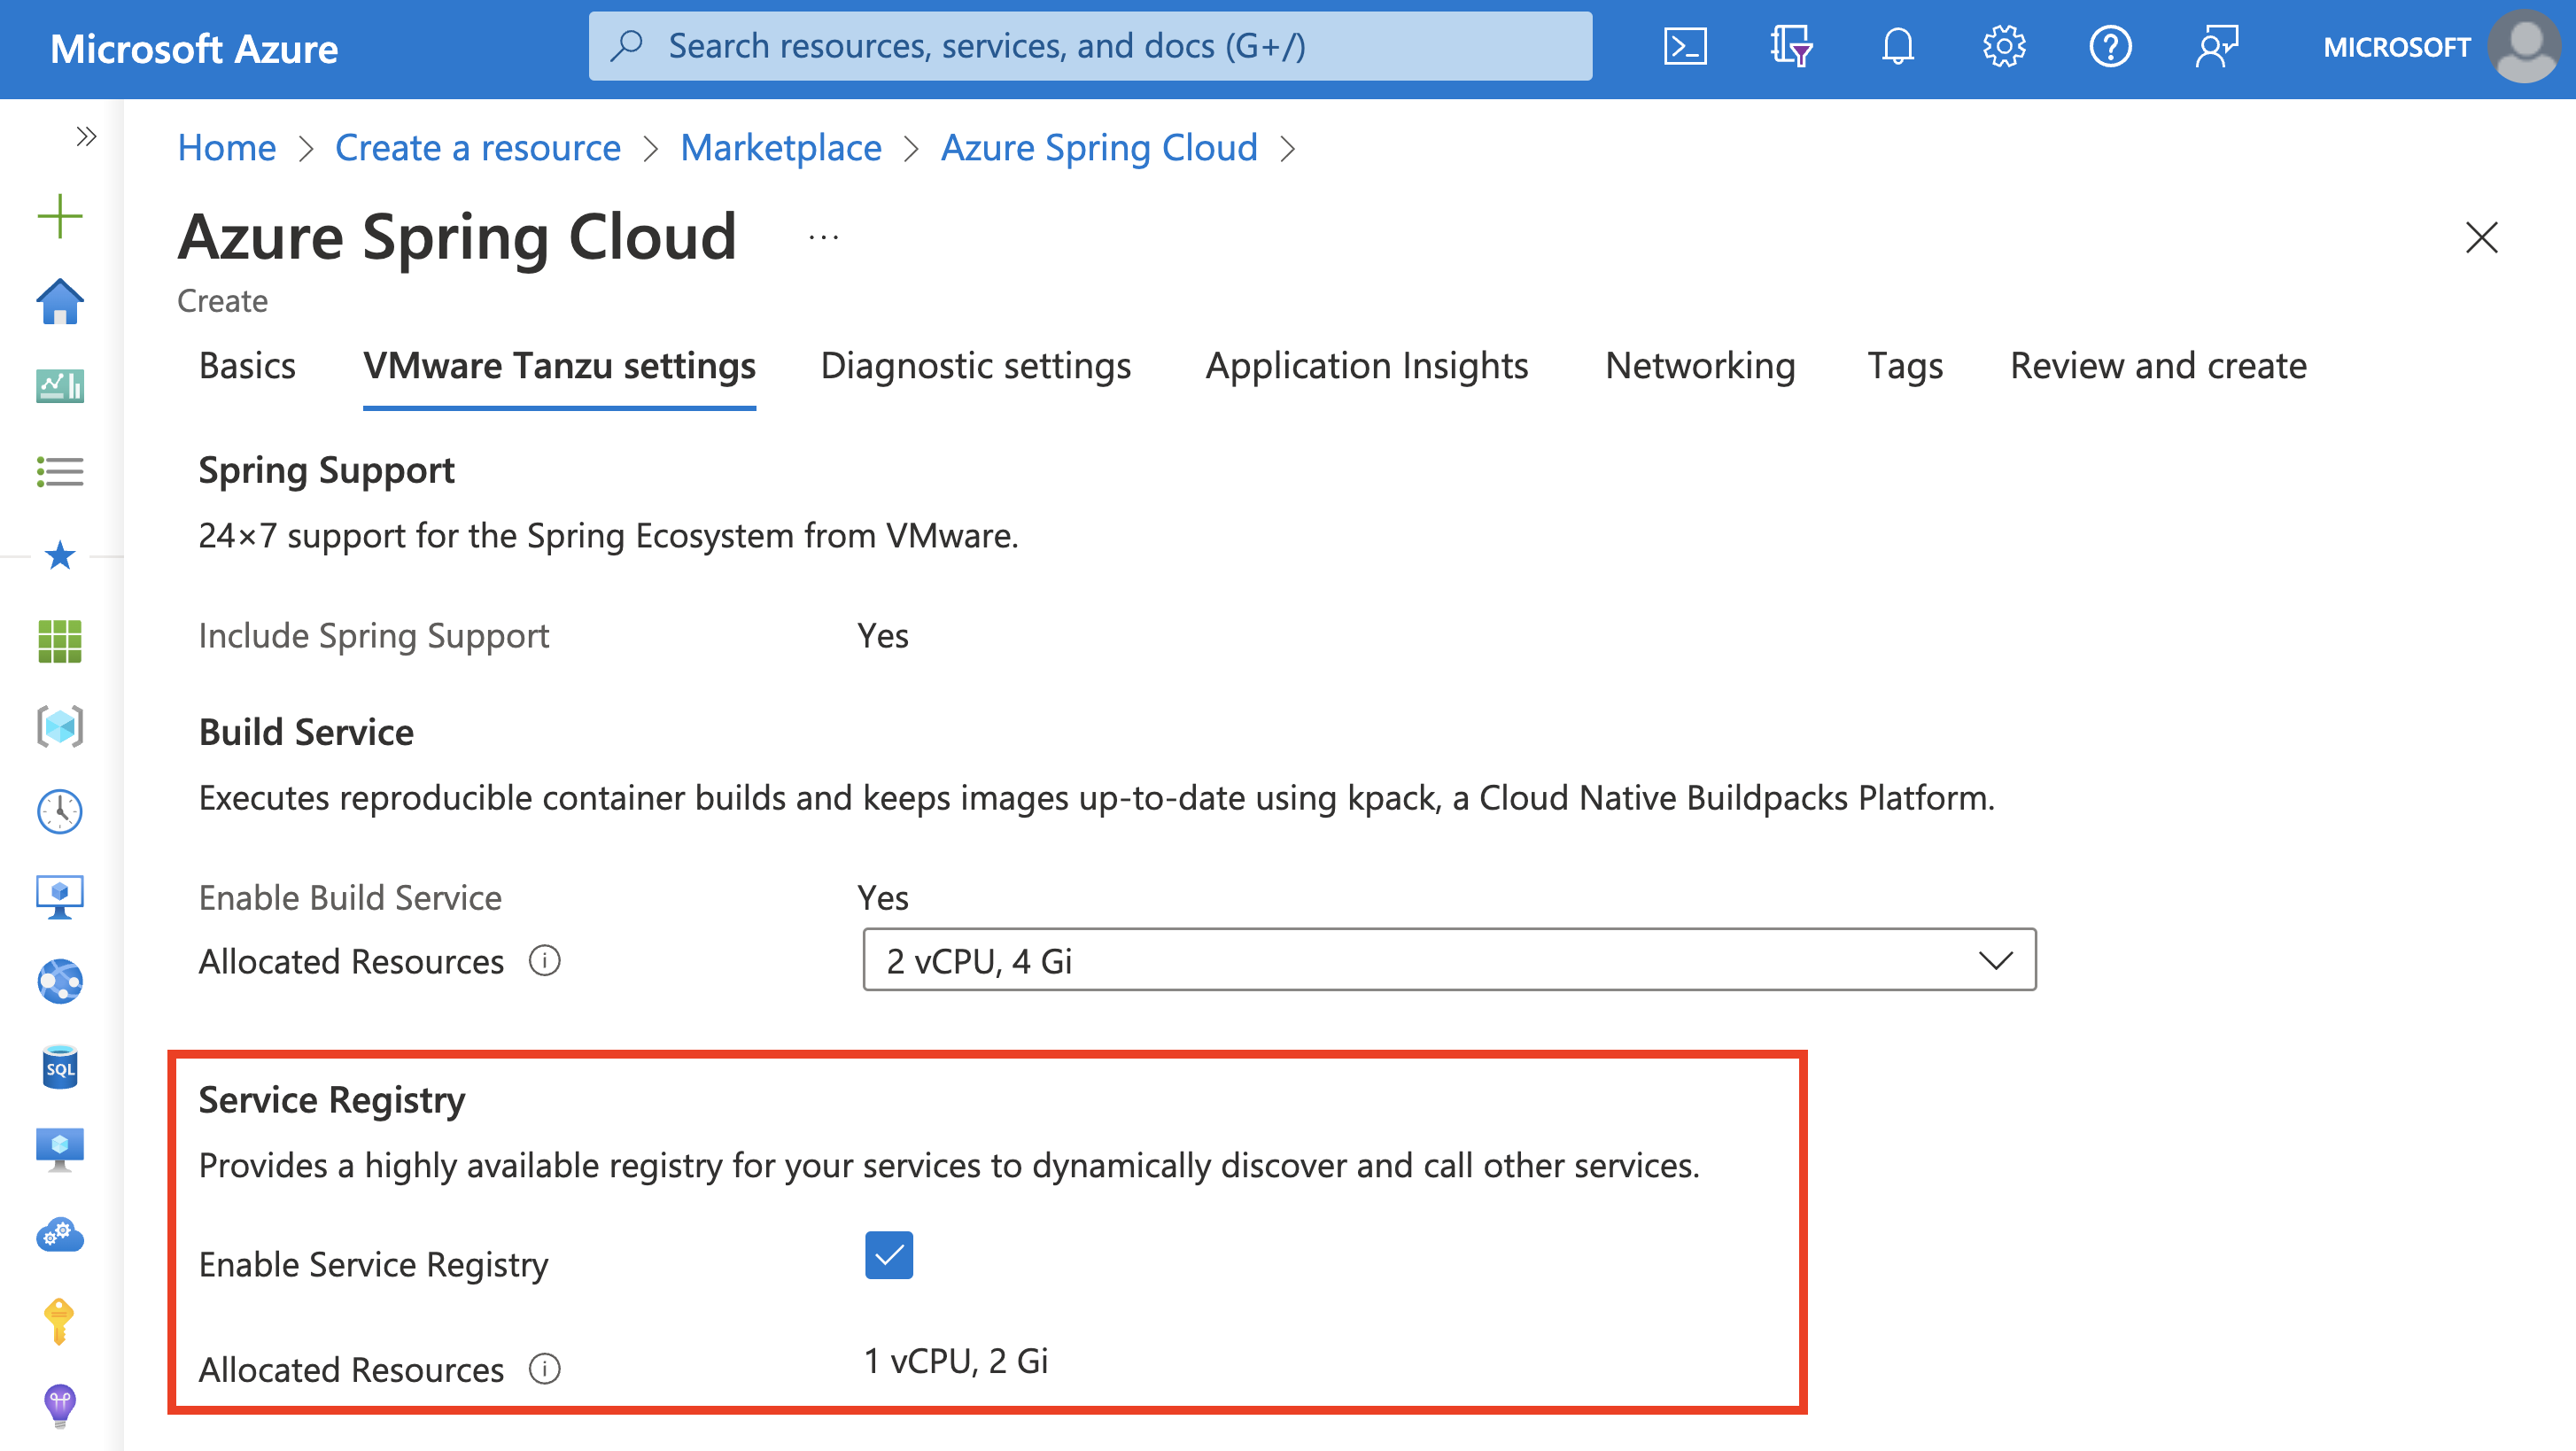 Microsoft Azure
Search resources, services, and docs (G+/)
MICROSOFT
Home > Create a resource > Marketplace > Azure Spring Cloud >
Azure Spring Cloud ...
Create
Basics VMware Tanzu settings Diagnostic settings Application Insights Networking Tags Review and create
Spring Support
24×7 support for the Spring Ecosystem from VMware.
Include Spring Support Yes
Build Service
Executes reproducible container builds and keeps images up-to-date using kpack, a Cloud Native Buildpacks Platform.
Enable Build Service Yes
Allocated Resources 2 vCPU, 4 Gi
SQL
Service Registry
Provides a highly available registry for your services to dynamically discover and call other services.
Enable Service Registry
Allocated Resources 1 vCPU, 2 Gi